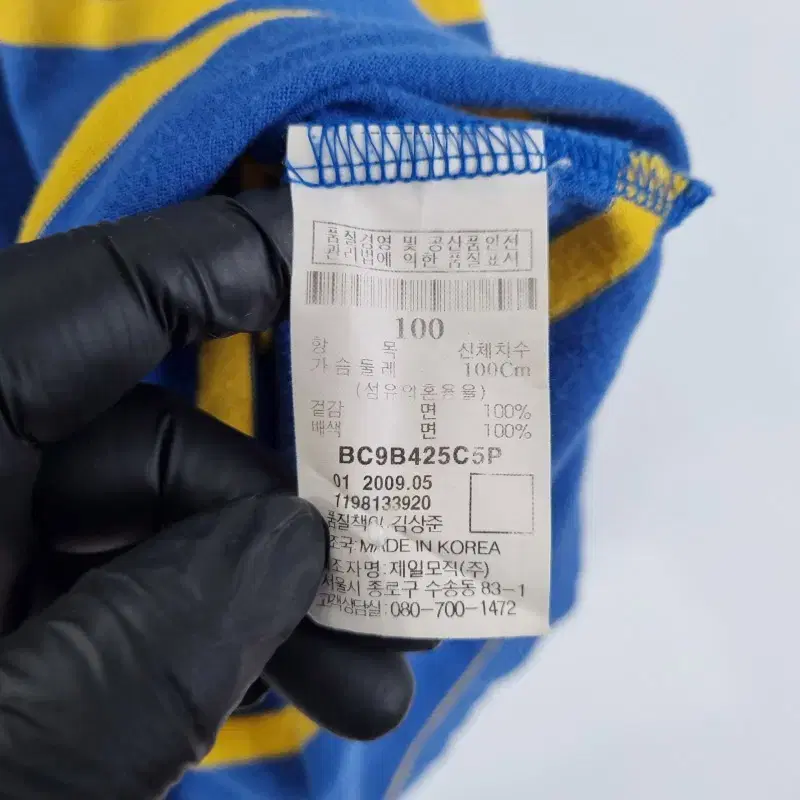 품질경영 및 공산품안전
관리법에 의한 품질표시
100
항 목 신체치수
가슴둘레 100Cm
(섬유의혼용율)
겉감 면 100%
배색 면 100%
BC9B425C5P
01 2009.05
1198133920
품질책 김상준
조국: MADE IN KOREA
조자명: 제일모직(주)
서울시 종로구 수송동 83-1
고객상담실: 080-700-1472